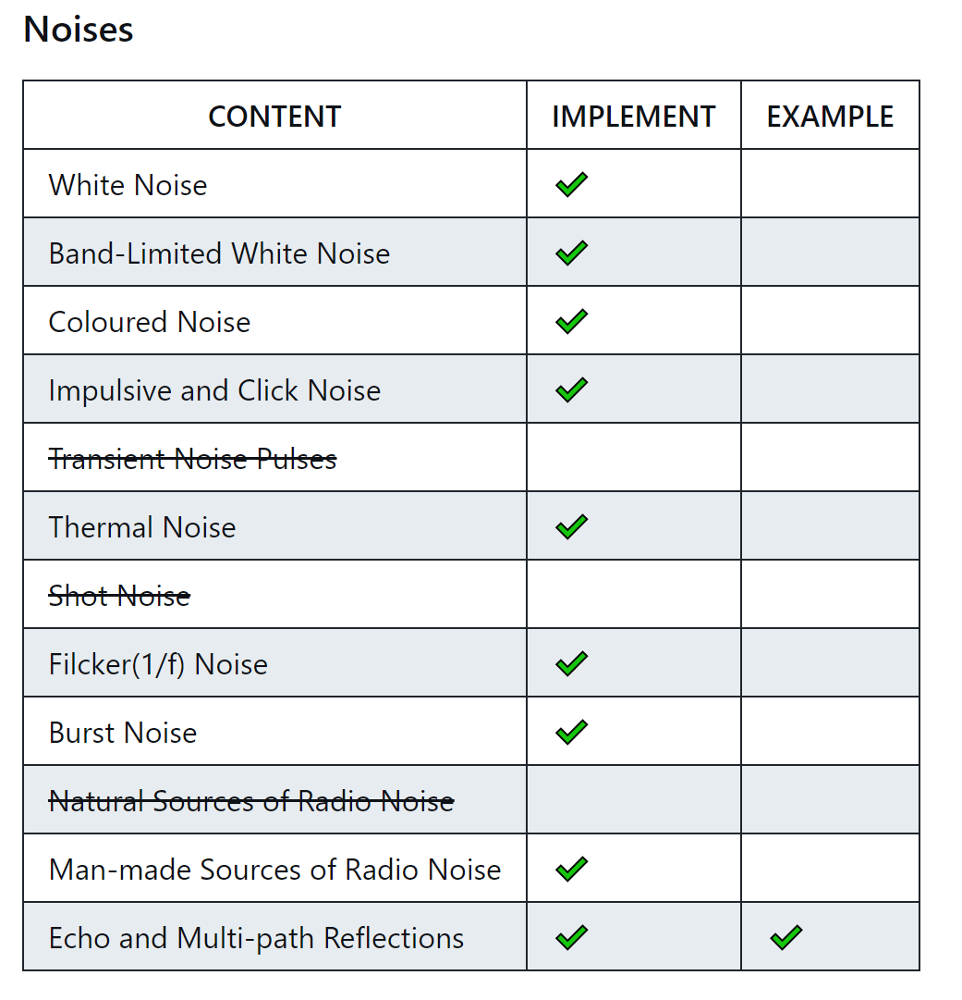 Noises
CONTENT IMPLEMENT EXAMPLE
White Noise
Band-Limited White Noise
Coloured Noise
Impulsive and Click Noise
Transient Noise Pulses
Thermal Noise
Shot Noise
Filcker(1/f) Noise
Burst Noise
Natural Sources of Radio Noise
Man-made Sources of Radio Noise
Echo and Multi-path Reflections